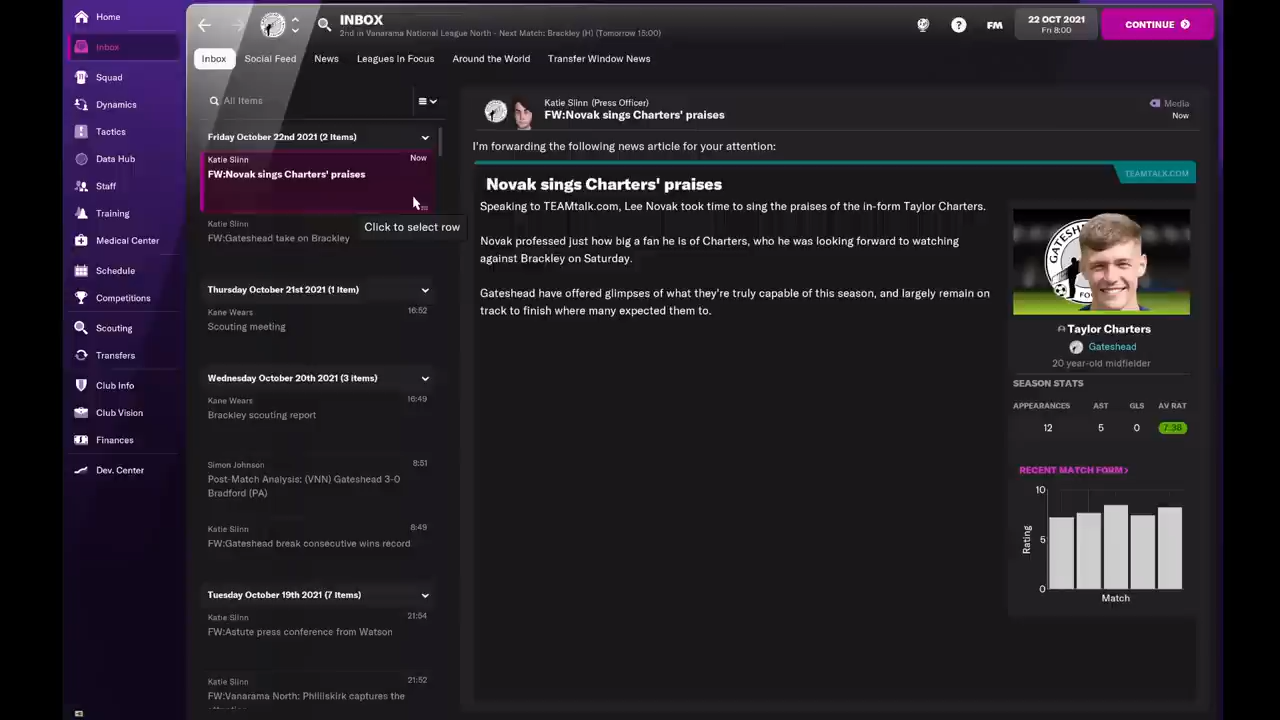 Home
Inbox
Squad
Dynamics
Tactics
Data Hub
Staff
Training
Medical Center
Schedule
Competitions
Scouting
Transfers
Club Info
Club Vision
Finances
Dev. Center
INBOX
2nd in Vanarama National League North - Next Match: Brackley (H) (Tomorrow 15:00)
FM
22 OCT 2021
Fri 8:00
CONTINUE
Inbox
Social Feed
News
Leagues In Focus
Around the World
Transfer Window News
All Items
Friday October 22nd 2021 (2 Items)
Katie Slinn
Now
FW:Novak sings Charters' praises
Click to select row
Katie Slinn
FW:Gateshead take on Brackley
Thursday October 21st 2021 (1 Item)
Kane Wears
16:52
Scouting meeting
Wednesday October 20th 2021 (3 items)
Kane Wears
16:49
Brackley scouting report
Simon Johnson
8:51
Post-Match Analysis: (VNN) Gateshead 3-0
Bradford (PA)
Katie Slinn
8:49
FW:Gateshead break consecutive wins record
Tuesday October 19th 2021 (7 Items)
Katie Slinn
21:54
FW:Astute press conference from Watson
Katie Slinn
21:52
FW:Vanarama North: Philliskirk captures the
Katie Slinn (Press Officer)
FW:Novak sings Charters' praises
Media
Now
I'm forwarding the following news article for your attention:
TEAMTALK.COM
Novak sings Charters' praises
Speaking to TEAMtalk.com, Lee Novak took time to sing the praises of the in-form Taylor Charters.
Novak professed just how big a fan he is of Charters, who he was looking forward to watching
against Brackley on Saturday.
Gateshead have offered glimpses of what they're truly capable of this season, and largely remain on
track to finish where many expected them to.
Taylor Charters
Gateshead
20 year-old midfielder
SEASON STATS
APPEARANCES AST GLS AV RAT
12 5 0 7.38
RECENT MATCH FORM>
10
5
0
Rating
Match